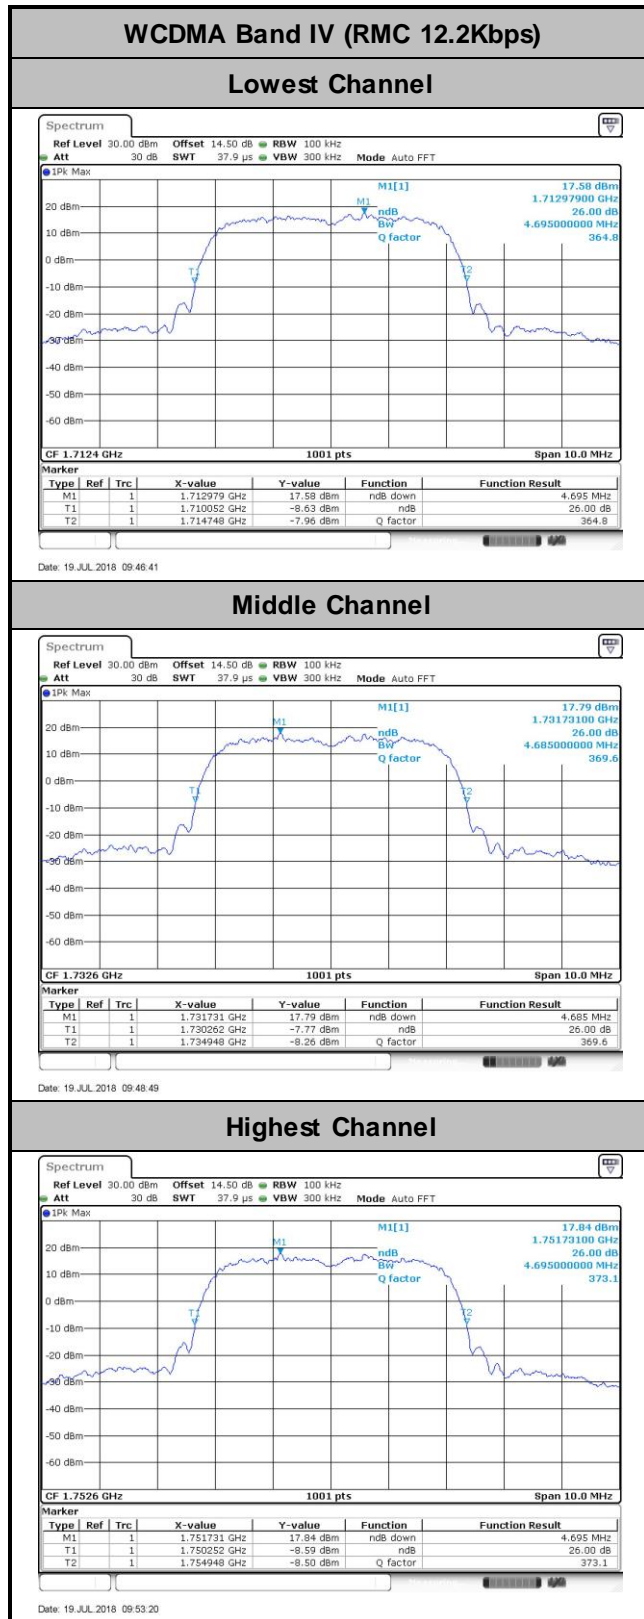 WCDMA Band IV (RMC 12.2Kbps)
Lowest Channel
Spectrum
Ref Level 30.00 dBm Offset 14.50 dB RBW 100 kHz
Att 30 dB SWT 37.9 µs VBW 300 kHz Mode Auto FFT
1Pk Max
M1[1] 17.58 dBm
1.71297900 GHz
M1
ndB 26.00 dB
Bw 4.695000000 MHz
Q factor 364.8
20 dBm
10 dBm
0 dBm
T1
T2
-10 dBm
-20 dBm
-30 dBm
-40 dBm
-50 dBm
-60 dBm
CF 1.7124 GHz 1001 pts Span 10.0 MHz
Marker
Type Ref Trc X-value Y-value Function Function Result
M1 1 1.712979 GHz 17.58 dBm ndB down 4.695 MHz
T1 1 1.710052 GHz -8.63 dBm ndB 26.00 dB
T2 1 1.714748 GHz -7.96 dBm Q factor 364.8
Date: 19.JUL.2018 09:46:41
Middle Channel
Spectrum
Ref Level 30.00 dBm Offset 14.50 dB RBW 100 kHz
Att 30 dB SWT 37.9 µs VBW 300 kHz Mode Auto FFT
1Pk Max
M1[1] 17.79 dBm
1.73173100 GHz
M1
ndB 26.00 dB
Bw 4.685000000 MHz
Q factor 369.6
20 dBm
10 dBm
0 dBm
T1
T2
-10 dBm
-20 dBm
-30 dBm
-40 dBm
-50 dBm
-60 dBm
CF 1.7326 GHz 1001 pts Span 10.0 MHz
Marker
Type Ref Trc X-value Y-value Function Function Result
M1 1 1.731731 GHz 17.79 dBm ndB down 4.685 MHz
T1 1 1.730262 GHz -7.77 dBm ndB 26.00 dB
T2 1 1.734948 GHz -8.26 dBm Q factor 369.6
Date: 19.JUL.2018 09:48:49
Highest Channel
Spectrum
Ref Level 30.00 dBm Offset 14.50 dB RBW 100 kHz
Att 30 dB SWT 37.9 µs VBW 300 kHz Mode Auto FFT
1Pk Max
M1[1] 17.84 dBm
1.75173100 GHz
M1
ndB 26.00 dB
Bw 4.695000000 MHz
Q factor 373.1
20 dBm
10 dBm
0 dBm
T1
T2
-10 dBm
-20 dBm
-30 dBm
-40 dBm
-50 dBm
-60 dBm
CF 1.7526 GHz 1001 pts Span 10.0 MHz
Marker
Type Ref Trc X-value Y-value Function Function Result
M1 1 1.751731 GHz 17.84 dBm ndB down 4.695 MHz
T1 1 1.750252 GHz -8.59 dBm ndB 26.00 dB
T2 1 1.754948 GHz -8.50 dBm Q factor 373.1
Date: 19.JUL.2018 09:53:20